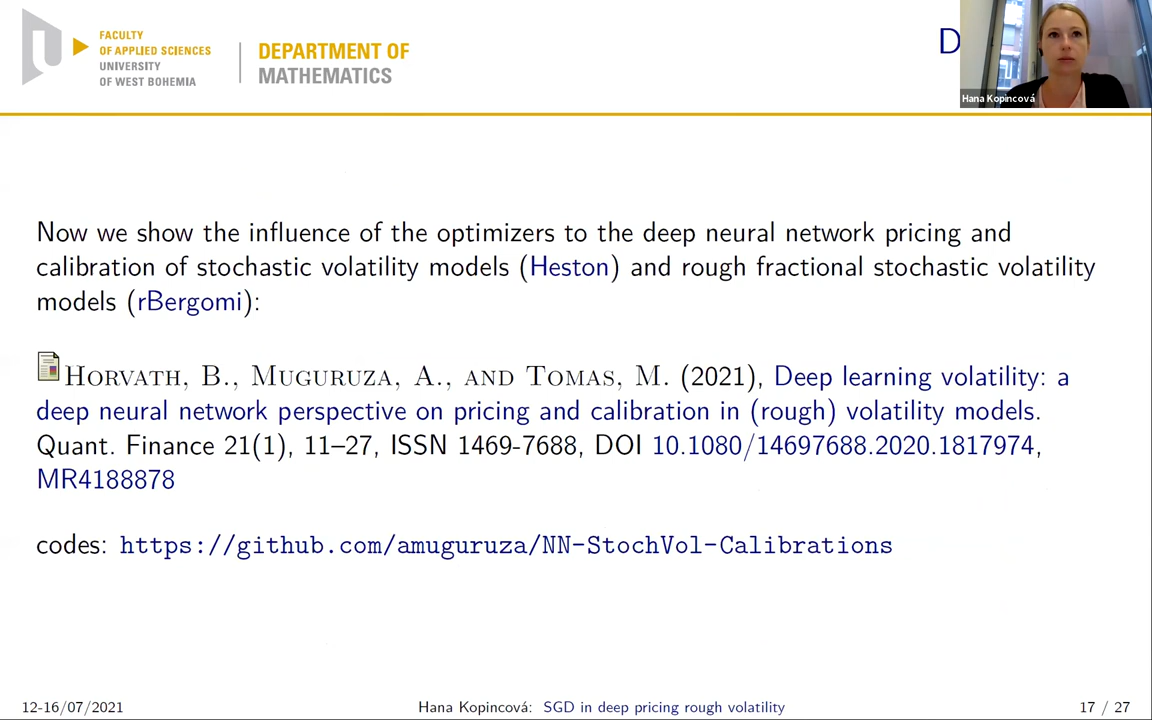 FACULTY
OF APPLIED SCIENCES
UNIVERSITY
OF WEST BOHEMIA
DEPARTMENT OF
MATHEMATICS
D
Hana Kopincová
Now we show the influence of the optimizers to the deep neural network pricing and
calibration of stochastic volatility models (Heston) and rough fractional stochastic volatility
models (rBergomi):
Horvath, B., Muguruza, A., and Tomas, M. (2021), Deep learning volatility: a
deep neural network perspective on pricing and calibration in (rough) volatility models.
Quant. Finance 21(1), 11–27, ISSN 1469-7688, DOI 10.1080/14697688.2020.1817974,
MR4188878
codes: https://github.com/amuguruza/NN-StochVol-Calibrations
12-16/07/2021
Hana Kopincová: SGD in deep pricing rough volatility
17 / 27